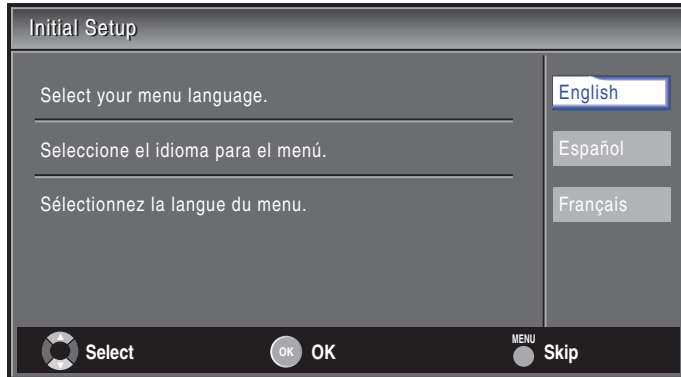 Initial Setup
Select your menu language.
English
Seleccione el idioma para el menú.
Español
Sélectionnez la langue du menu.
Français
Select
OK OK
MENU Skip